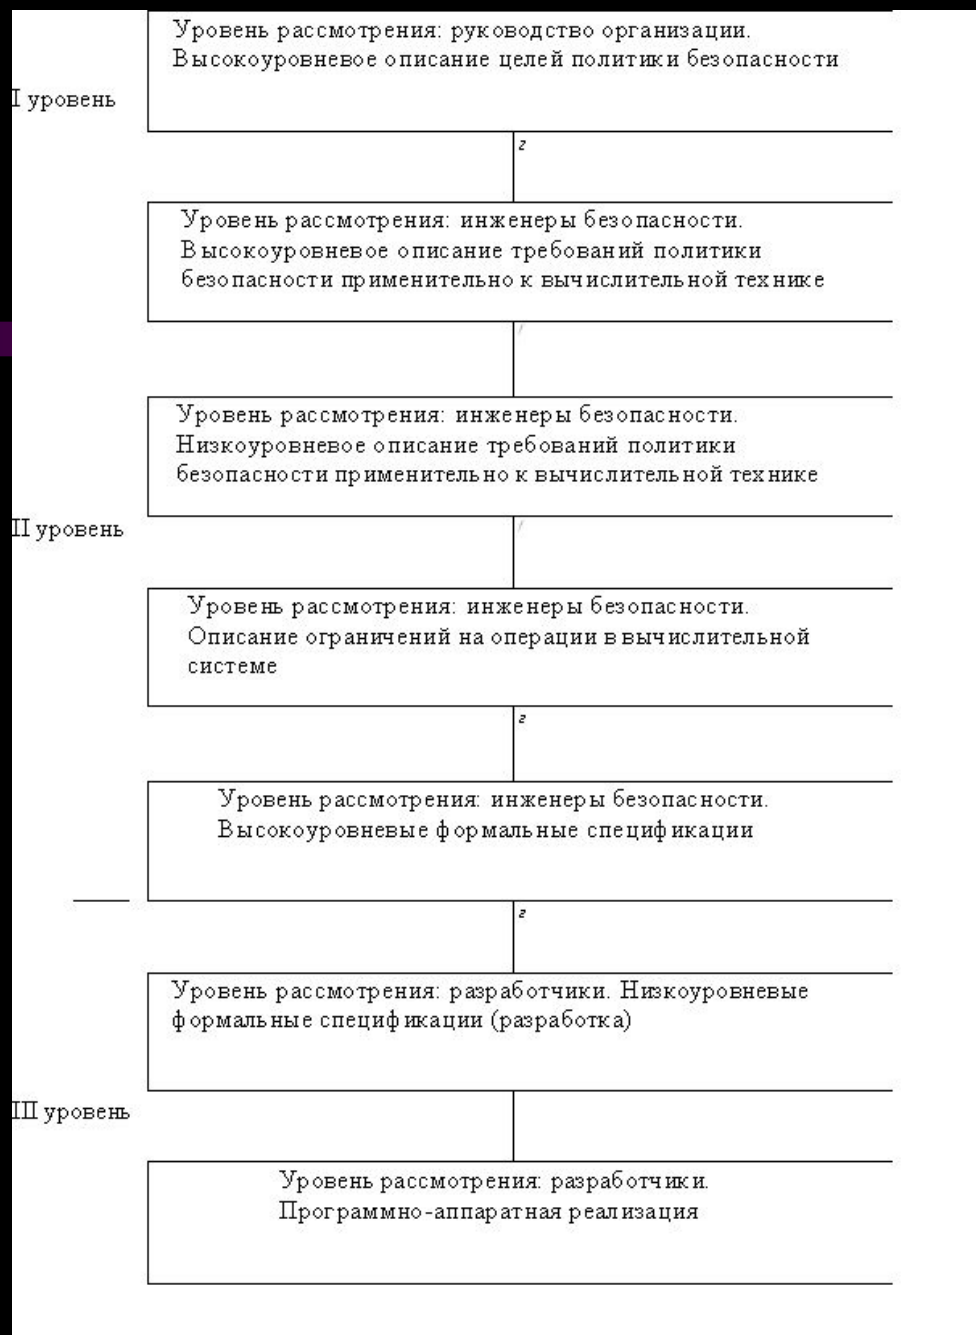 Уровень рассмотрения: руководство организации.
Высокоуровневое описание целей политики безопасности
I уровень
г
Уровень рассмотрения: инженеры безопасности.
Высокоуровневое описание требований политики
безопасности применительно к вычислительной технике
Уровень рассмотрения: инженеры безопасности.
Низкоуровневое описание требований политики
безопасности применительно к вычислительной технике
II уровень
Уровень рассмотрения: инженеры безопасности.
Описание ограничений на операции в вычислительной
системе
г
Уровень рассмотрения: инженеры безопасности.
Высокоуровневые формальные спецификации
г
Уровень рассмотрения: разработчики. Низкоуровневые
формальные спецификации (разработка)
III уровень
Уровень рассмотрения: разработчики.
Программно-аппаратная реализация